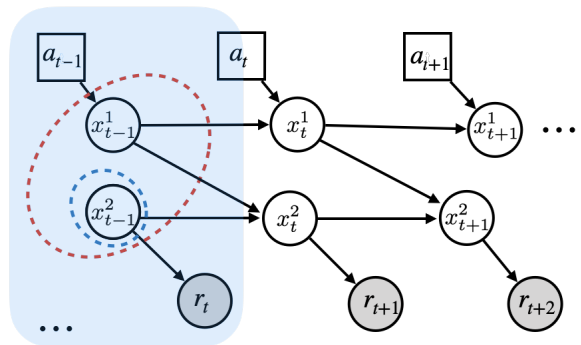 a_{t-1} a_t a_{t+1}
x^1_{t-1} x^1_t x^1_{t+1} ...
x^2_{t-1} x^2_t x^2_{t+1}
r_t r_{t+1} r_{t+2}
...